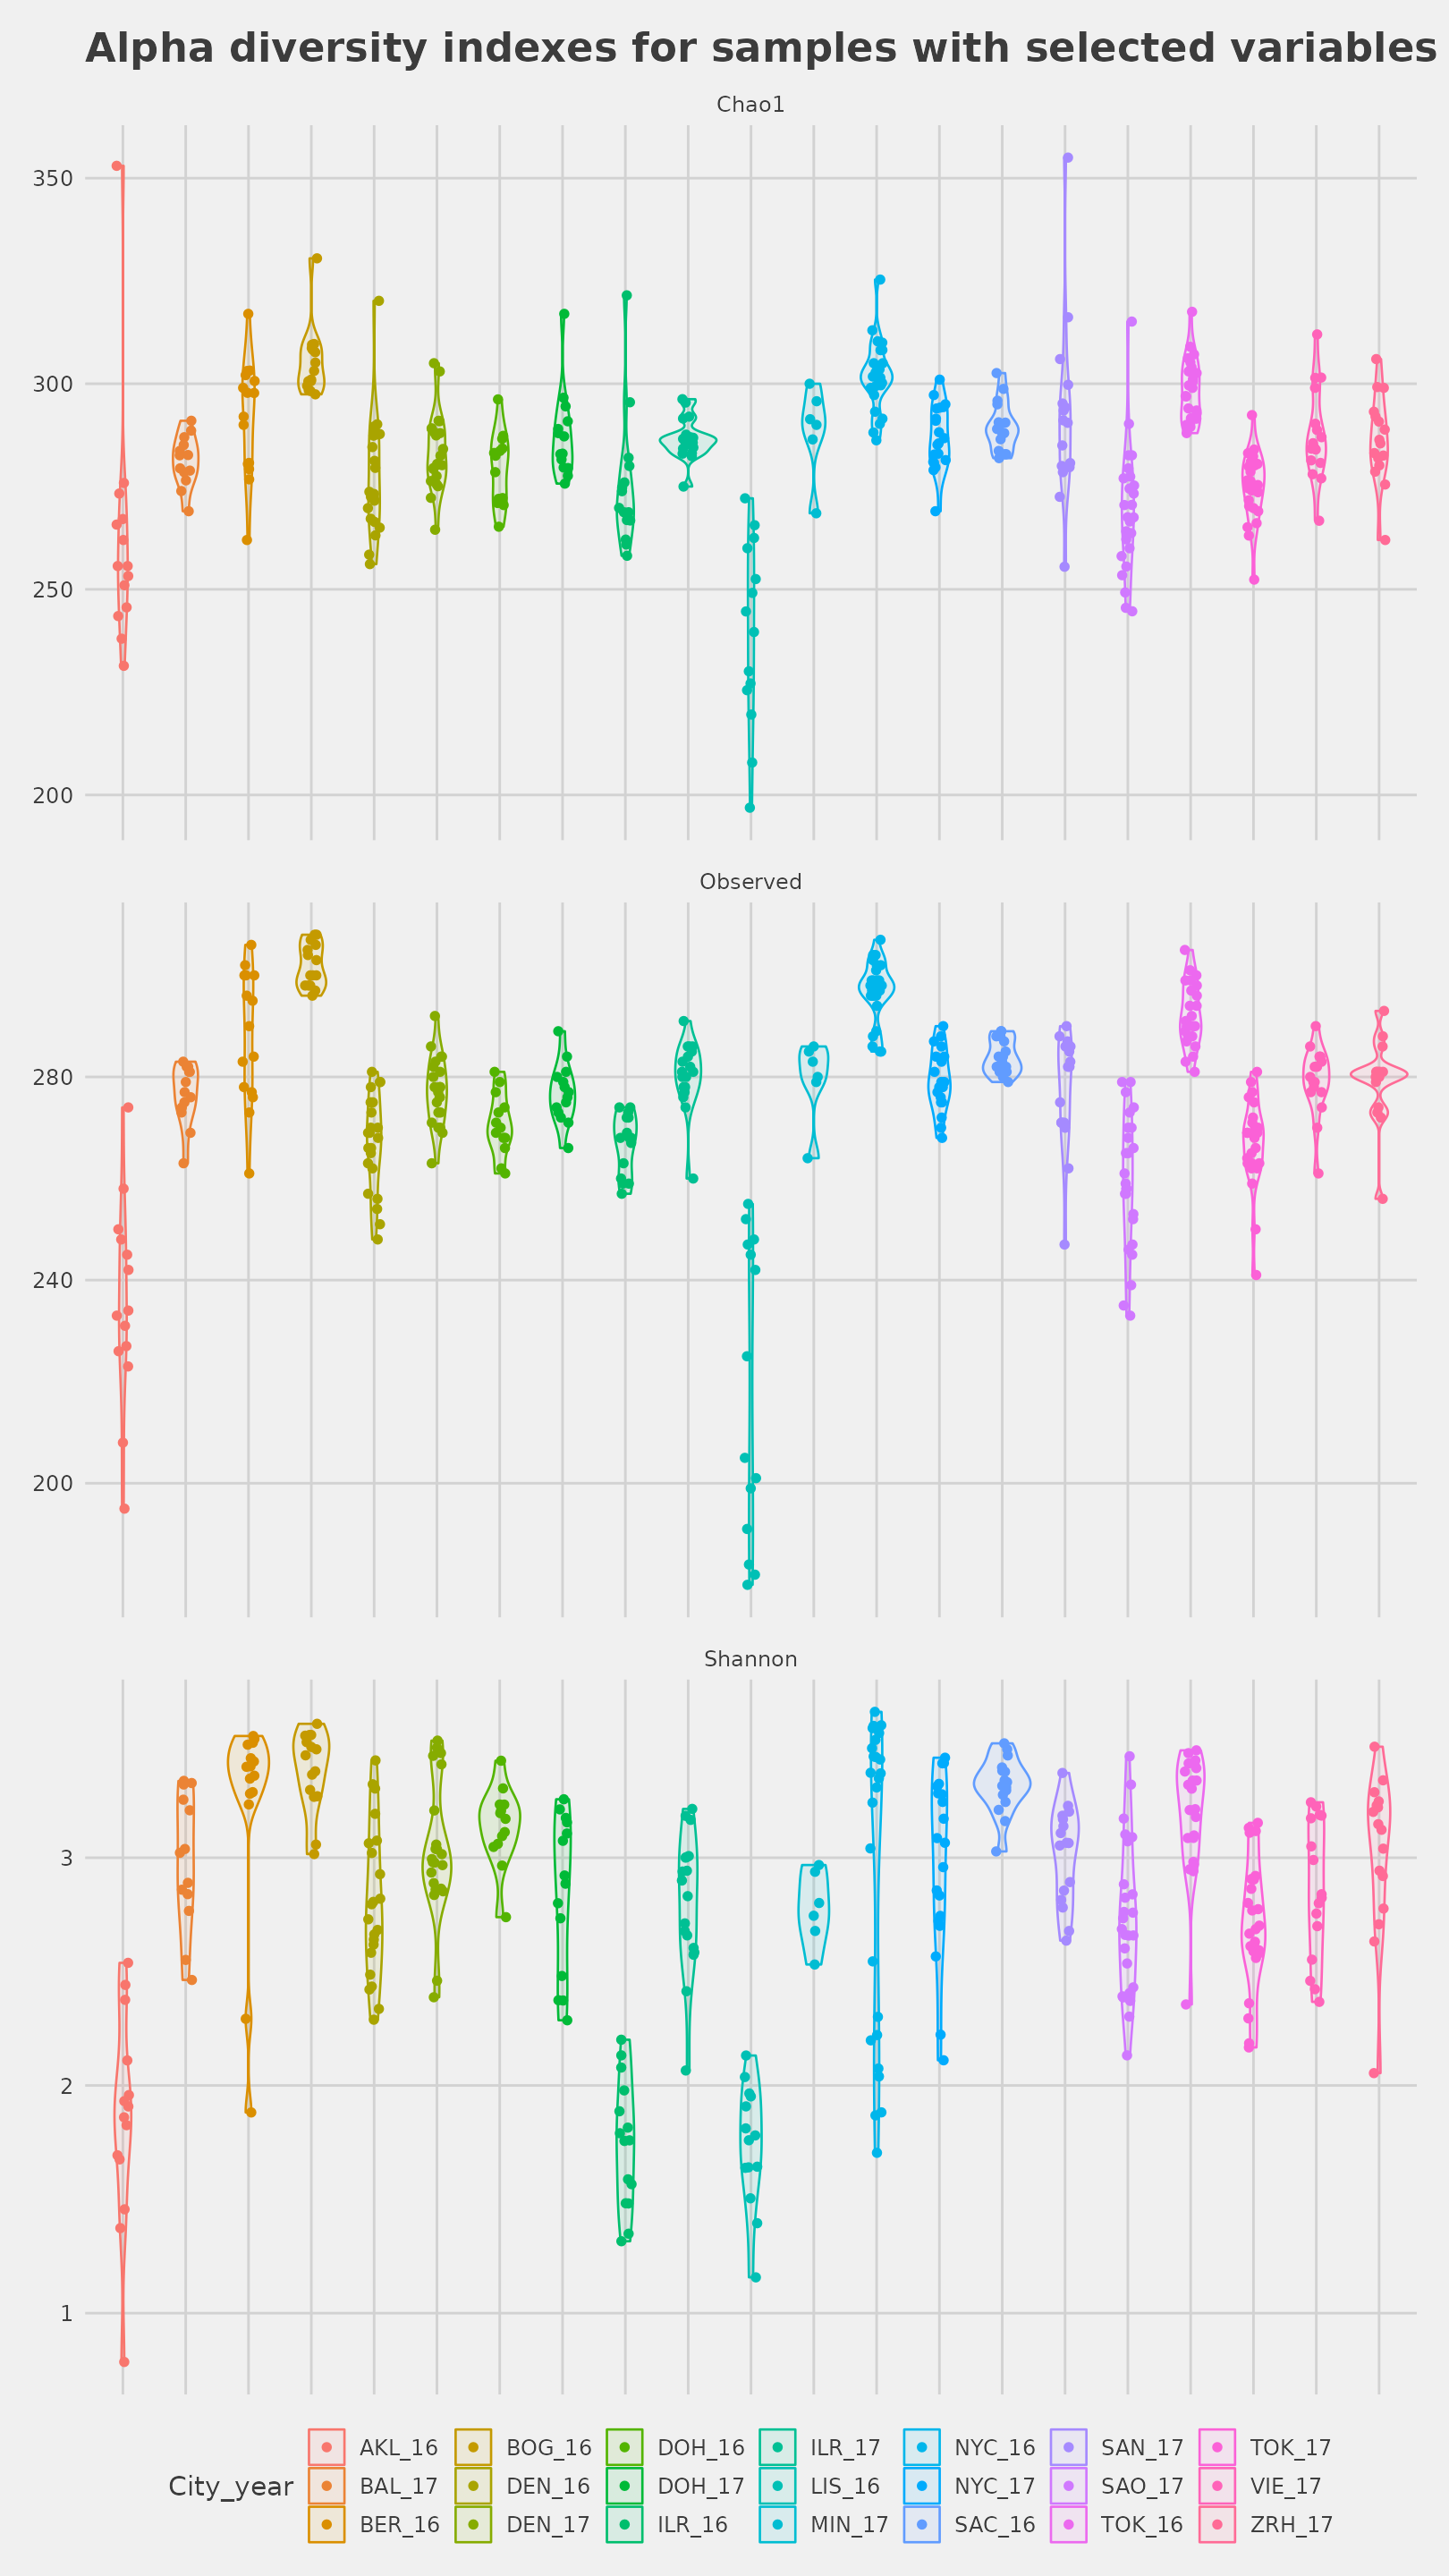 Alpha diversity indexes for samples with selected variables
Chao1
350
300
250
200
Observed
280
240
200
Shannon
3
2
1
City_year
AKL_16 BOG_16 DOH_16 ILR_17 NYC_16 SAN_17 TOK_17
BAL_17 DEN_16 DOH_17 LIS_16 NYC_17 SAO_17 VIE_17
BER_16 DEN_17 ILR_16 MIN_17 SAC_16 TOK_16 ZRH_17